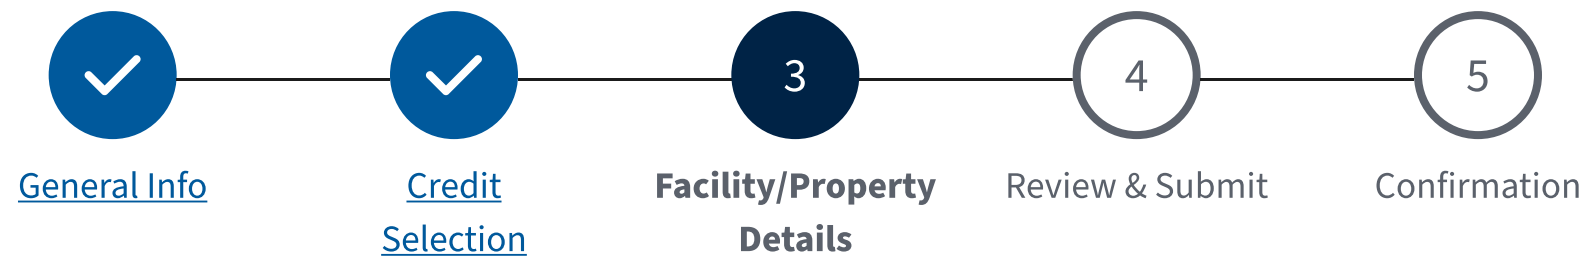 3
4
5
General Info
Credit
Selection
Facility/Property
Details
Review & Submit
Confirmation